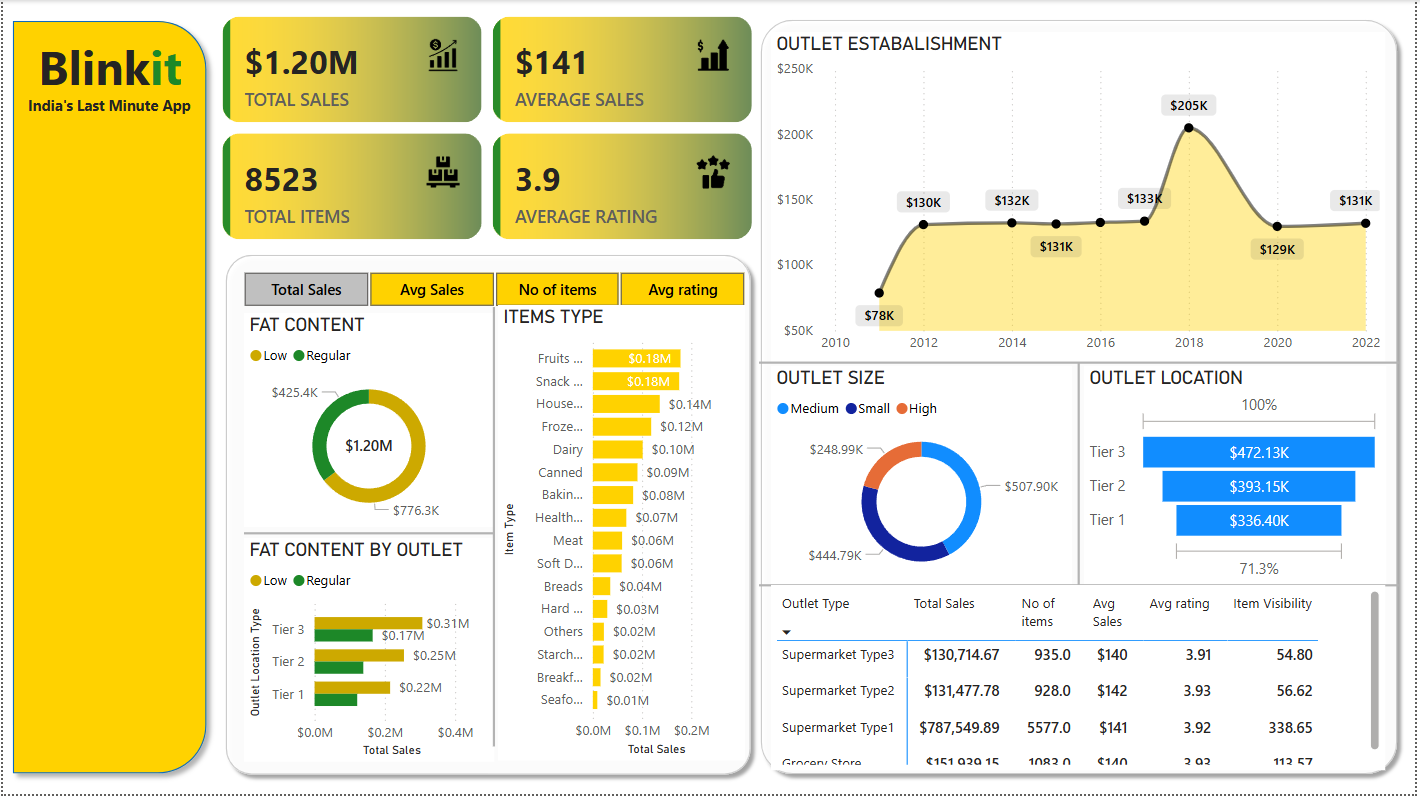 Blinkit
India's Last Minute App
$1.20M
TOTAL SALES
$141
AVERAGE SALES
8523
TOTAL ITEMS
3.9
AVERAGE RATING
Total Sales
Avg Sales
No of items
Avg rating
FAT CONTENT
Low Regular
$425.4K
$1.20M
$776.3K
FAT CONTENT BY OUTLET
Low Regular
Outlet Location Type
Tier 3 $0.31M
$0.17M
Tier 2 $0.25M
Tier 1 $0.22M
$0.0M $0.2M $0.4M
Total Sales
ITEMS TYPE
Item Type
Fruits ... $0.18M
Snack ... $0.18M
House... $0.14M
Froze... $0.12M
Dairy $0.10M
Canned $0.09M
Bakin... $0.08M
Health... $0.07M
Meat $0.06M
Soft D... $0.06M
Breads $0.04M
Hard ... $0.03M
Others $0.02M
Starch... $0.02M
Breakf... $0.02M
Seafo... $0.01M
$0.0M $0.1M $0.2M
Total Sales
OUTLET ESTABALISHMENT
$250K
$200K
$150K
$100K
$50K
$78K
$130K
$132K
$131K
$133K
$205K
$129K
$131K
2010 2012 2014 2016 2018 2020 2022
OUTLET SIZE
Medium Small High
$248.99K
$507.90K
$444.79K
OUTLET LOCATION
100%
Tier 3 $472.13K
Tier 2 $393.15K
Tier 1 $336.40K
71.3%
Outlet Type Total Sales No of items Avg Sales Avg rating Item Visibility
Supermarket Type3 $130,714.67 935.0 $140 3.91 54.80
Supermarket Type2 $131,477.78 928.0 $142 3.93 56.62
Supermarket Type1 $787,549.89 5577.0 $141 3.92 338.65
Grocery Store $151,939.15 1083.0 $140 3.93 113.57